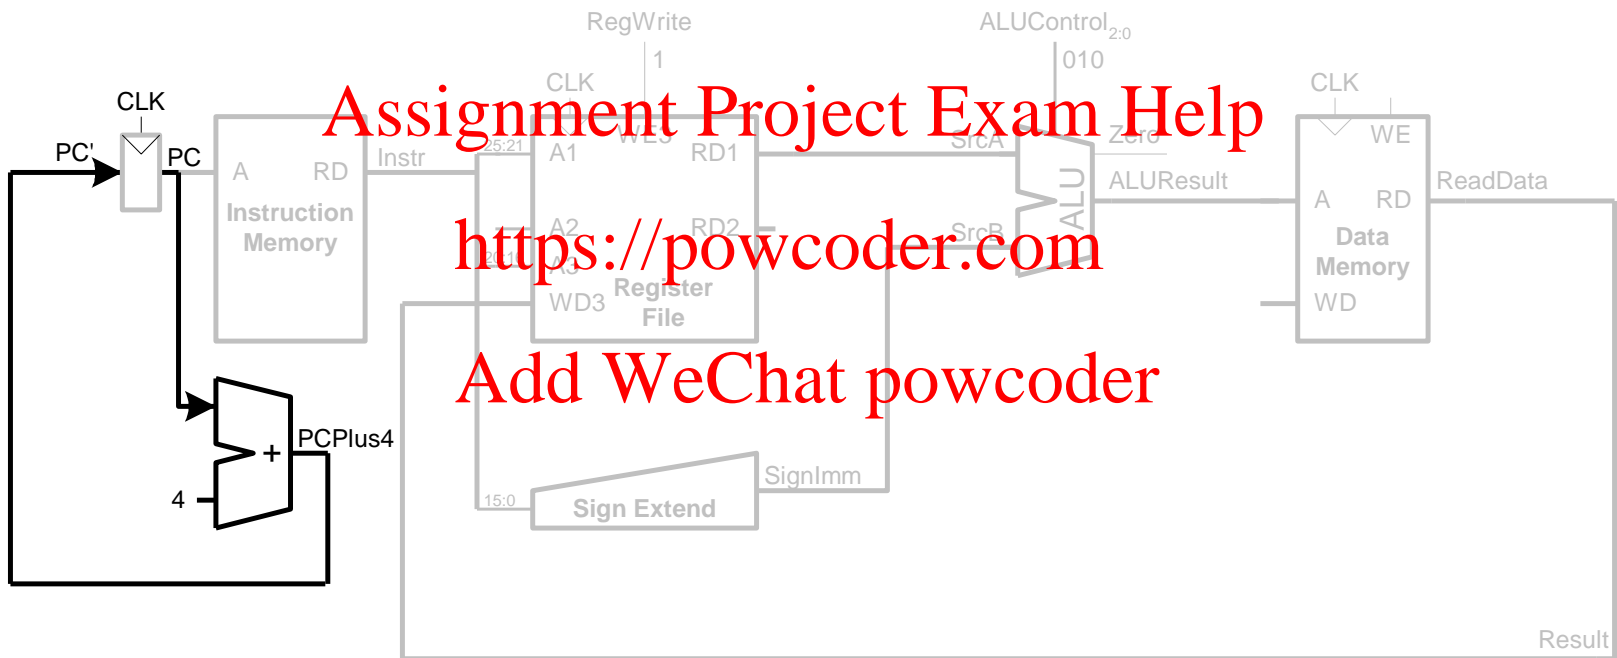 RegWrite
ALUControl2:0
1
010
CLK
CLK
CLK
Assignment Project Exam Help
PC'
PC
A
RD
Instr
25:21
A1
WE3
RD1
SrcA
Zero
WE
Instruction
Memory
ALU
ALUResult
A
RD
ReadData
A2
RD2
SrcB
https://powcoder.com
Data
Memory
A3
Register
File
WD3
WD
Add WeChat powcoder
PCPlus4
+
4
SignImm
15:0
Sign Extend
Result